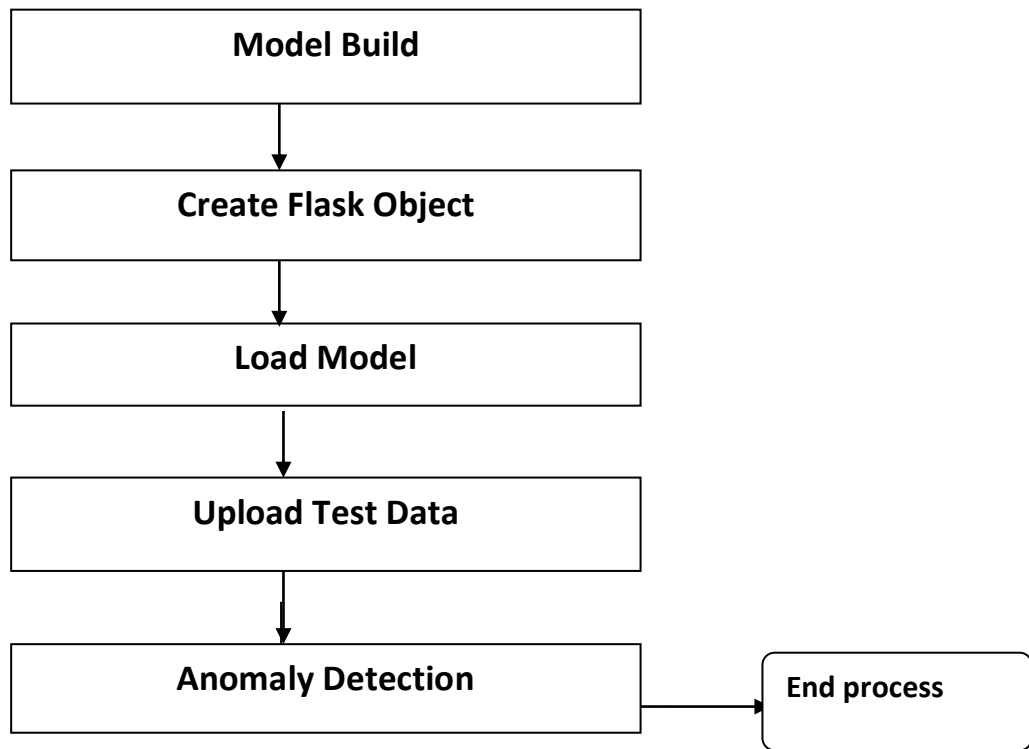 Model Build
Create Flask Object
Load Model
Upload Test Data
Anomaly Detection
End process